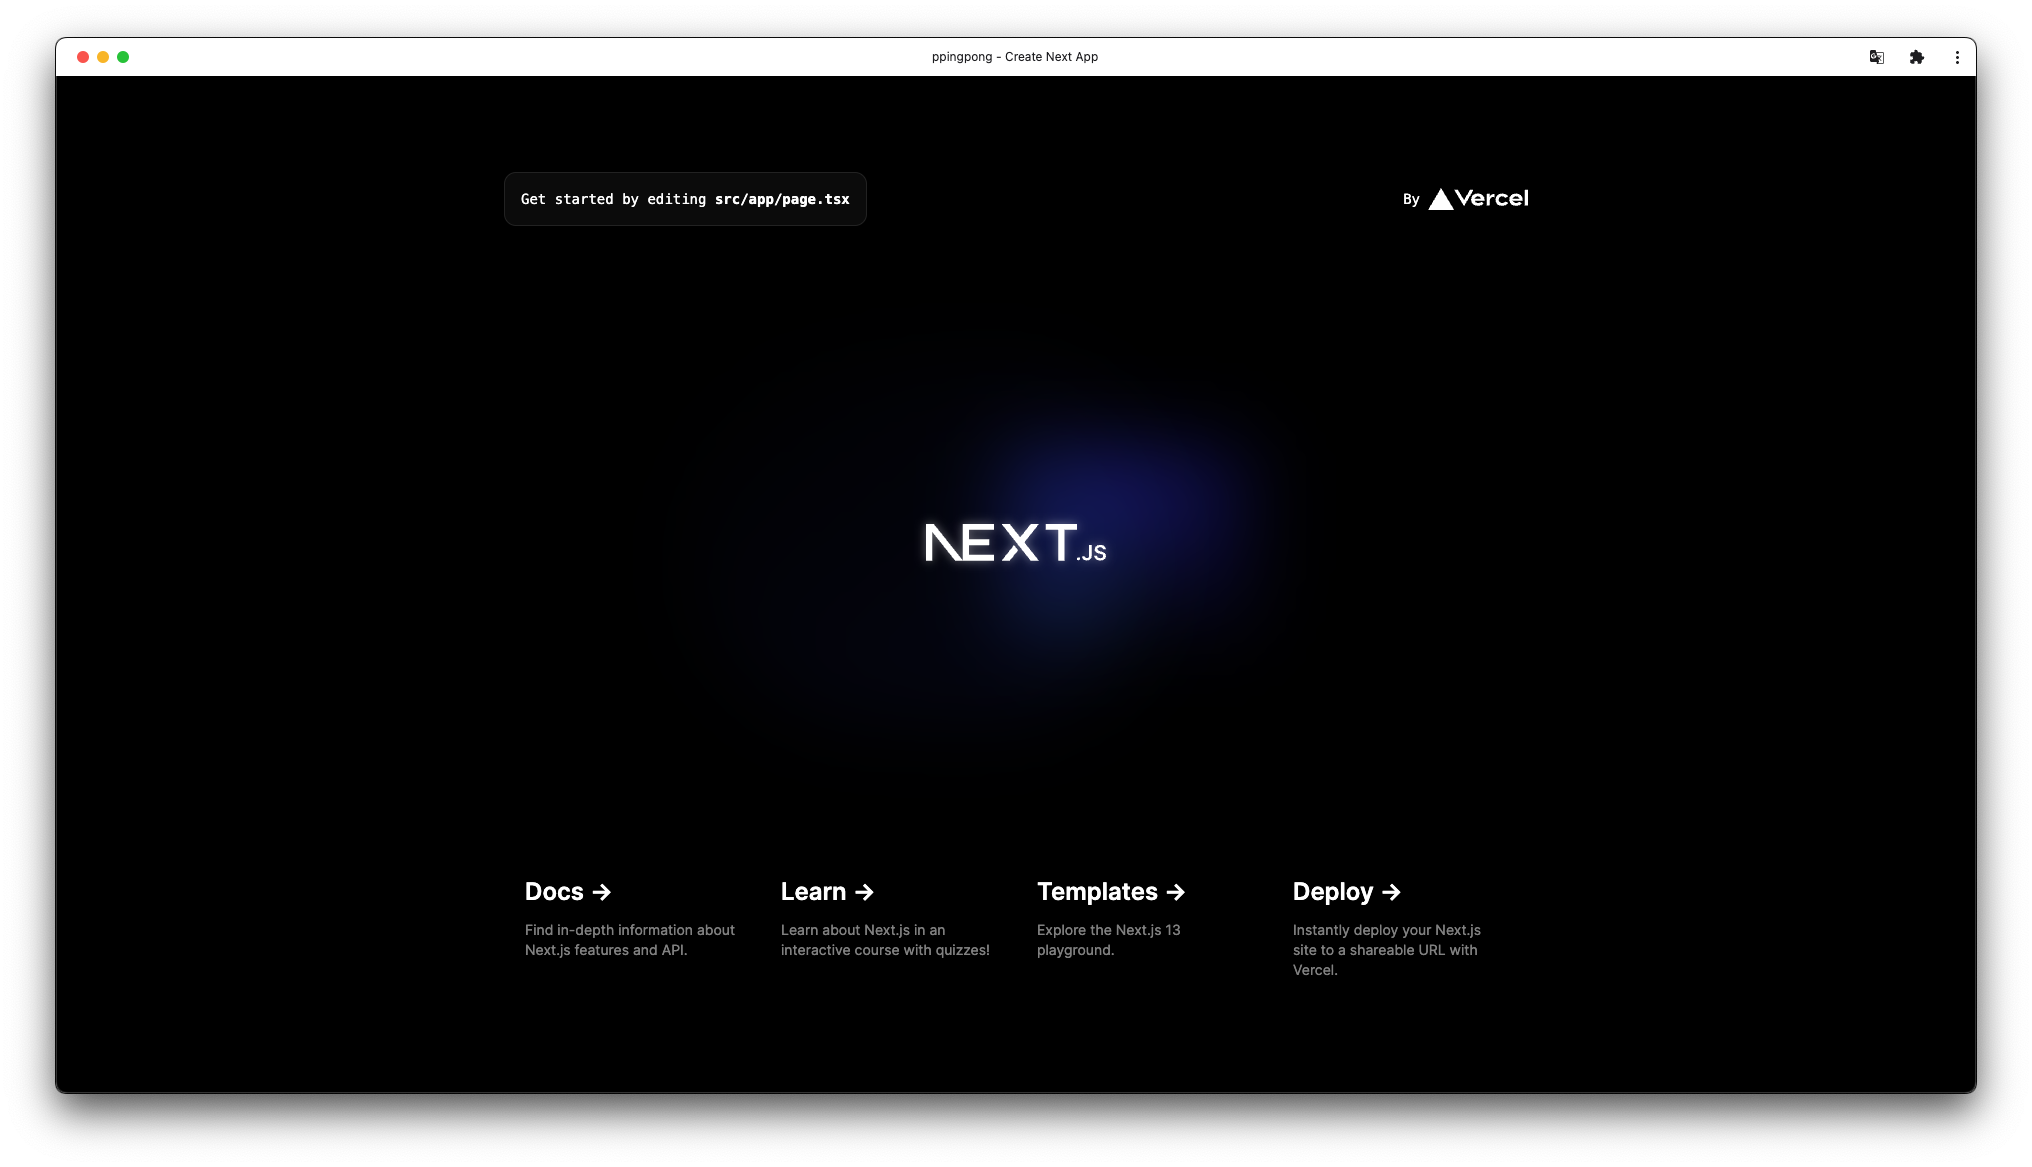 ppingpong - Create Next App
Get started by editing src/app/page.tsx
By Vercel
NEXT.JS
Docs ->
Find in-depth information about
Next.js features and API.
Learn ->
Learn about Next.js in an
interactive course with quizzes!
Templates ->
Explore the Next.js 13
playground.
Deploy ->
Instantly deploy your Next.js
site to a shareable URL with
Vercel.